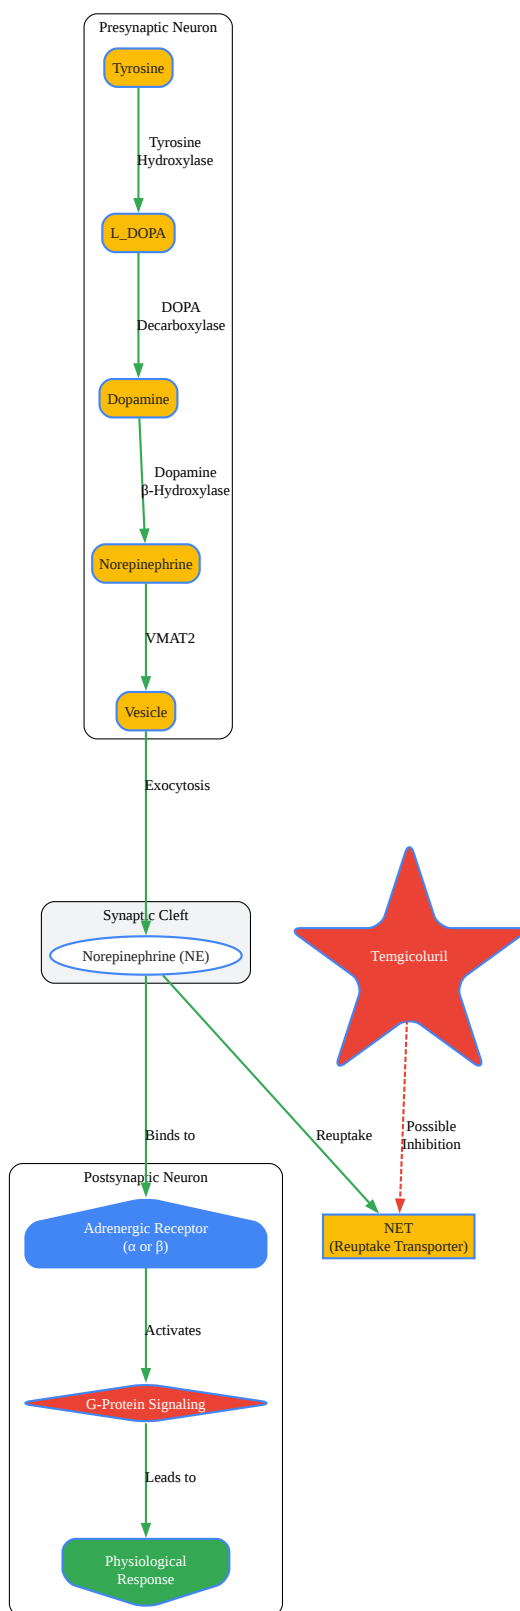 Presynaptic Neuron
Tyrosine
Tyrosine
Hydroxylase
L_DOPA
DOPA
Decarboxylase
Dopamine
Dopamine
β-Hydroxylase
Norepinephrine
VMAT2
Vesicle
Exocytosis
Synaptic Cleft
Norepinephrine (NE)
Temgicoluril
Binds to
Reuptake
Possible
Inhibition
Postsynaptic Neuron
Adrenergic Receptor
(α or β)
NET
(Reuptake Transporter)
Activates
G-Protein Signaling
Leads to
Physiological
Response